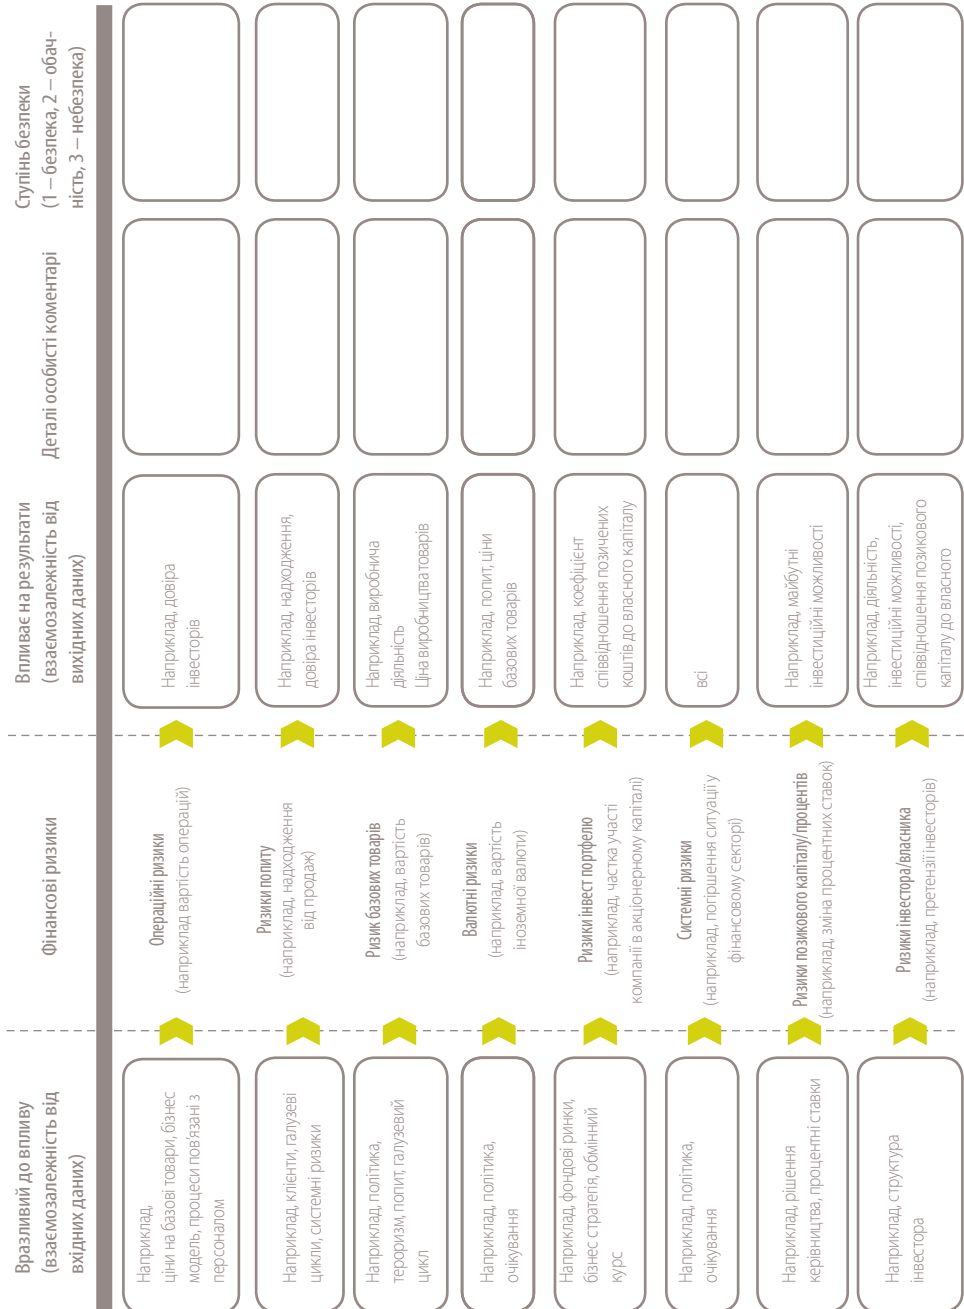 Вразливий до впливу
(взаємозалежність від
вхідних даних)
Фінансові ризики
Впливає на результати
(взаємозалежність від
вихідних даних)
Деталі особисті коментарі
Ступінь безпеки
(1 – безпека, 2 – обач-
ність, 3 – небезпека)
Наприклад,
ціни на базові товари, бізнес
модель, процеси пов'язані з
персоналом
Операційні ризики
(наприклад вартість операцій)
Наприклад, довіра
інвесторів
Наприклад, клієнти, галузеві
цикли, системні ризики
Ризики попиту
(наприклад, надходження
від продаж)
Наприклад, надходження,
довіра інвесторів
Наприклад, політика,
тероризм, попит, галузевий
цикл
Ризик базових товарів
(наприклад, вартість
базових товарів)
Наприклад, виробнича
діяльність
Ціна виробництва товарів
Наприклад, політика,
очікування
Валютні ризики
(наприклад, вартість
іноземної валюти)
Наприклад, попит, ціни
базових товарів
Наприклад, фондові ринки,
бізнес стратегія, обмінний
курс
Ризики інвест портфелю
(наприклад, частка участі
компанії в акціонерному капіталі)
Наприклад, коефіцієнт
співвідношення позичених
коштів до власного капіталу
Наприклад, політика,
очікування
Системні ризики
(наприклад, погіршення ситуації у
фінансовому секторі)
всі
Наприклад, рішення
керівництва, процентні ставки
Ризики позикового капіталу/процентів
(наприклад, зміна процентних ставок)
Наприклад, майбутні
інвестиційні можливості
Наприклад, структура
інвестора
Ризики інвестора/власника
(наприклад, претензії інвесторів)
Наприклад, діяльність,
інвестиційні можливості,
співвідношення позикового
капіталу до власного